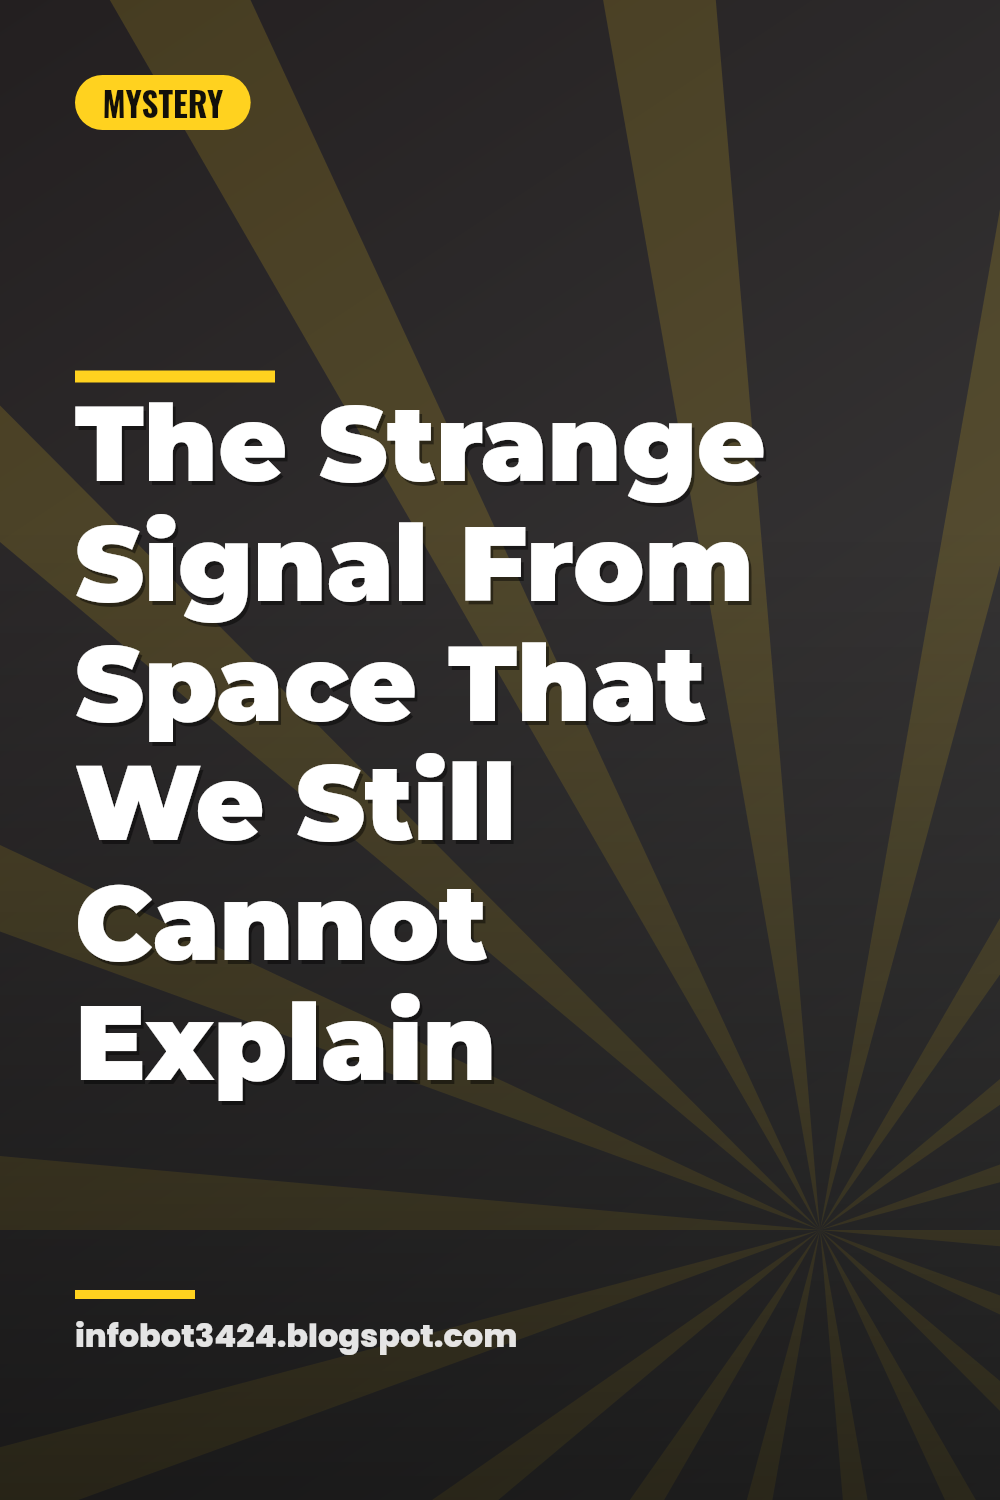 MYSTERY
The Strange
Signal From
Space That
We Still
Cannot
Explain
infobot3424.blogspot.com